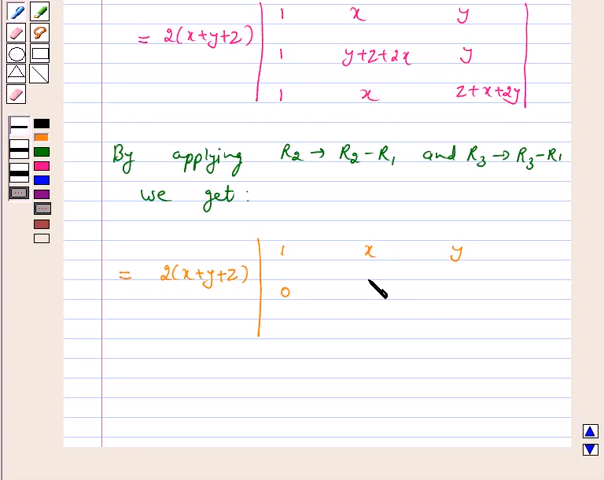 1 x y
= 2(x+y+z) 1 y+z+2x y
1 x z+x+2y
By applying R2 → R2-R1 and R3 → R3-R1
we get:
1 x y
= 2(x+y+z)
0